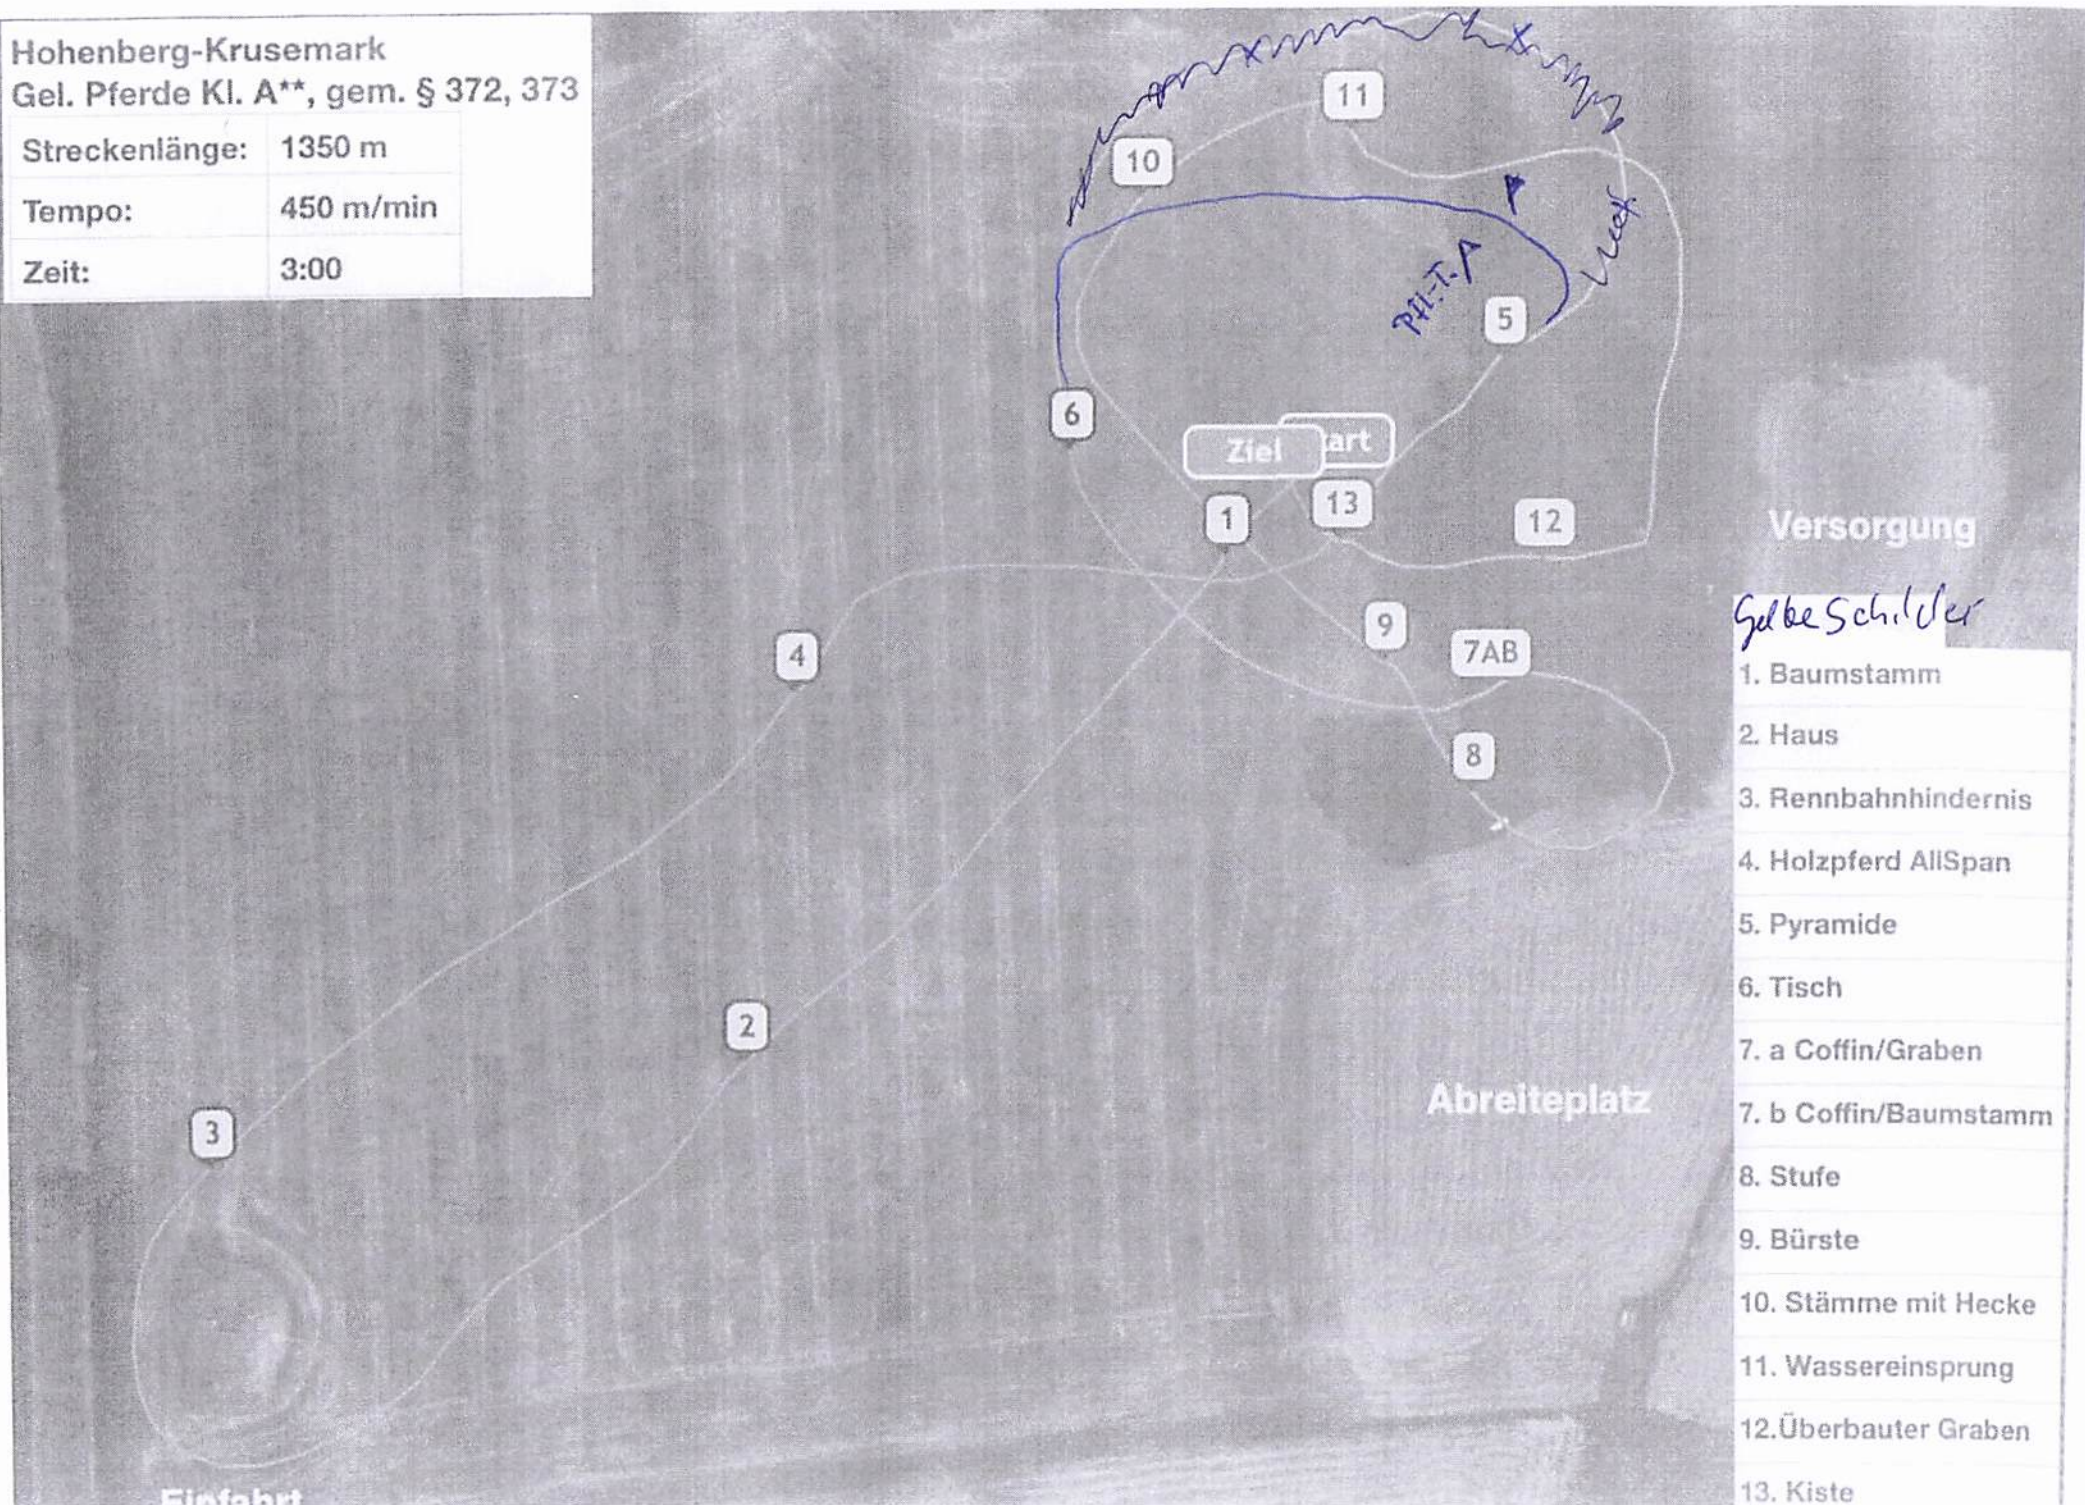 Hohenberg-Krusemark
Gel. Pferde Kl. A**, gem. § 372, 373
Streckenlänge: 1350 m
Tempo: 450 m/min
Zeit: 3:00
11
10
Pfl.-T. A
5
6
Ziel
tart
1
13
12
Versorgung
9
7AB
4
8
2
3
Abreiteplatz
Einfahrt
Gelbe Schilder
1. Baumstamm
2. Haus
3. Rennbahnhindernis
4. Holzpferd AllSpan
5. Pyramide
6. Tisch
7. a Coffin/Graben
7. b Coffin/Baumstamm
8. Stufe
9. Bürste
10. Stämme mit Hecke
11. Wassereinsprung
12.Überbauter Graben
13. Kiste